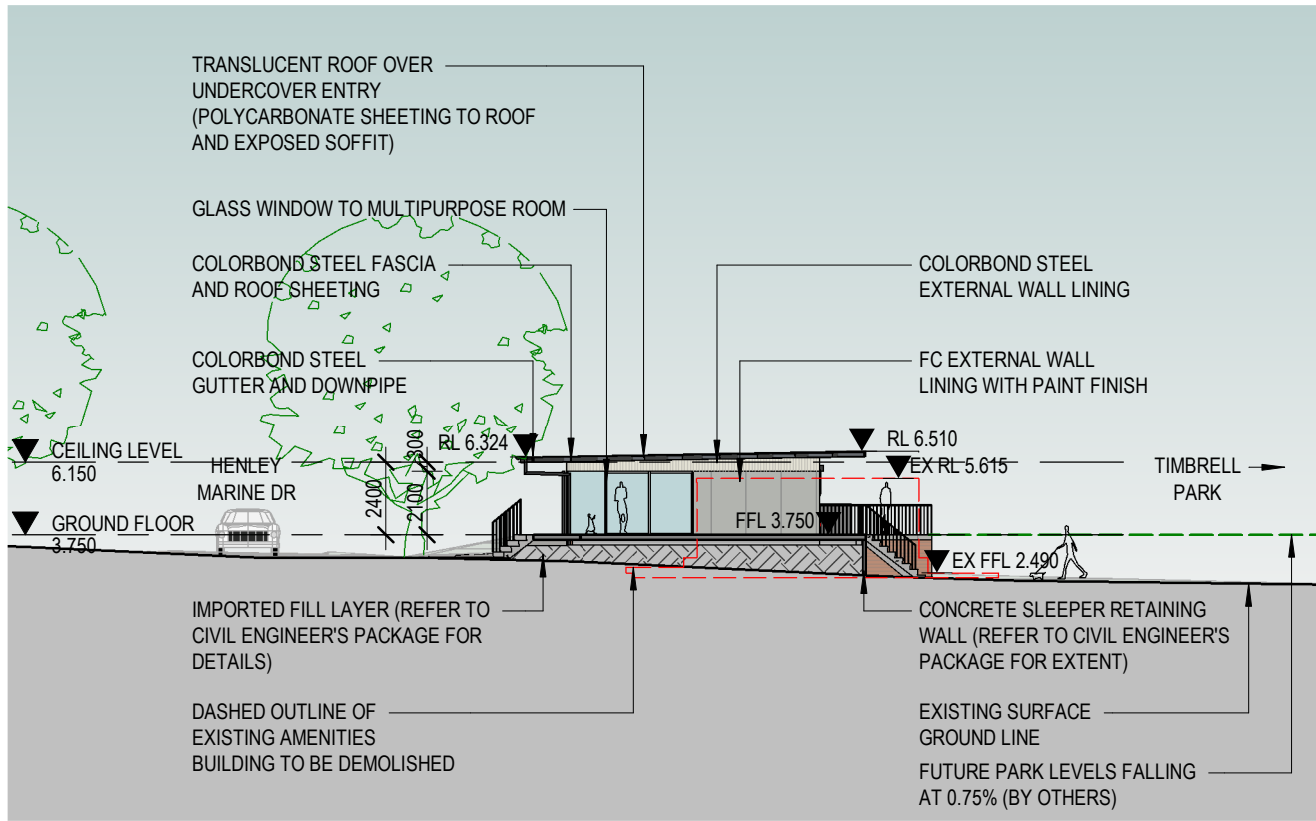 TRANSLUCENT ROOF OVER
UNDERCOVER ENTRY
(POLYCARBONATE SHEETING TO ROOF
AND EXPOSED SOFFIT)
GLASS WINDOW TO MULTIPURPOSE ROOM
COLORBOND STEEL FASCIA
AND ROOF SHEETING
COLORBOND STEEL
EXTERNAL WALL LINING
COLORBOND STEEL
GUTTER AND DOWNPIPE
FC EXTERNAL WALL
LINING WITH PAINT FINISH
CEILING LEVEL
6.150
HENLEY
MARINE DR
2400
300
2100
RL 6.324
RL 6.510
EX RL 5.615
TIMBRELL
PARK
GROUND FLOOR
3.750
FFL 3.750
EX FFL 2.490
IMPORTED FILL LAYER (REFER TO
CIVIL ENGINEER'S PACKAGE FOR
DETAILS)
CONCRETE SLEEPER RETAINING
WALL (REFER TO CIVIL ENGINEER'S
PACKAGE FOR EXTENT)
DASHED OUTLINE OF
EXISTING AMENITIES
BUILDING TO BE DEMOLISHED
EXISTING SURFACE
GROUND LINE
FUTURE PARK LEVELS FALLING
AT 0.75% (BY OTHERS)